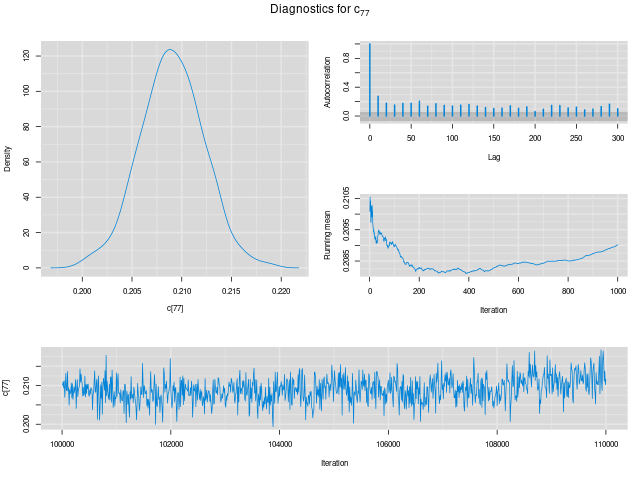 Diagnostics for c77
Density
0 20 40 60 80 100 120
0.200 0.205 0.210 0.215 0.220
c[77]
Autocorrelation
0.0 0.4 0.8
0 50 100 150 200 250 300
Lag
Running mean
0.2085 0.2095 0.2105
0 200 400 600 800 1000
Iteration
c[77]
0.200 0.210
100000 102000 104000 106000 108000 110000
Iteration